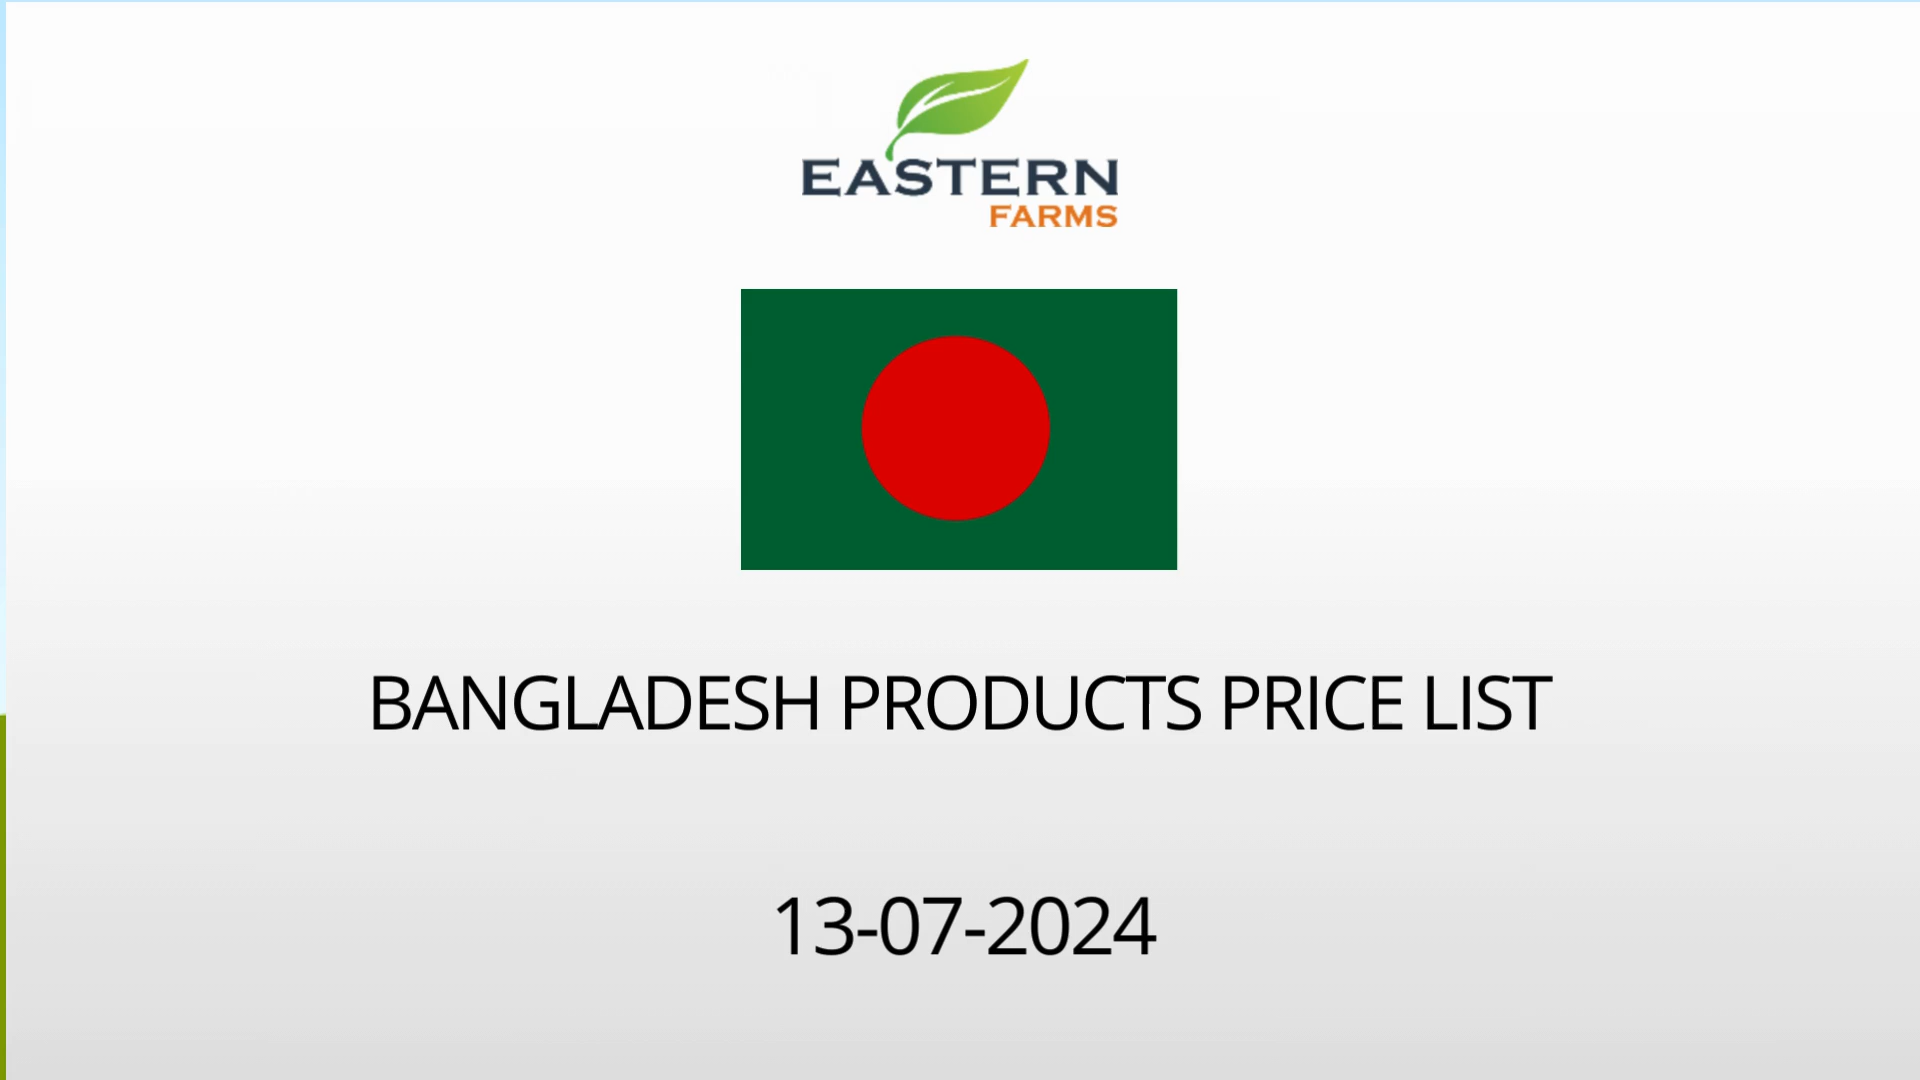 EASTERN
FARMS
BANGLADESH PRODUCTS PRICE LIST
13-07-2024